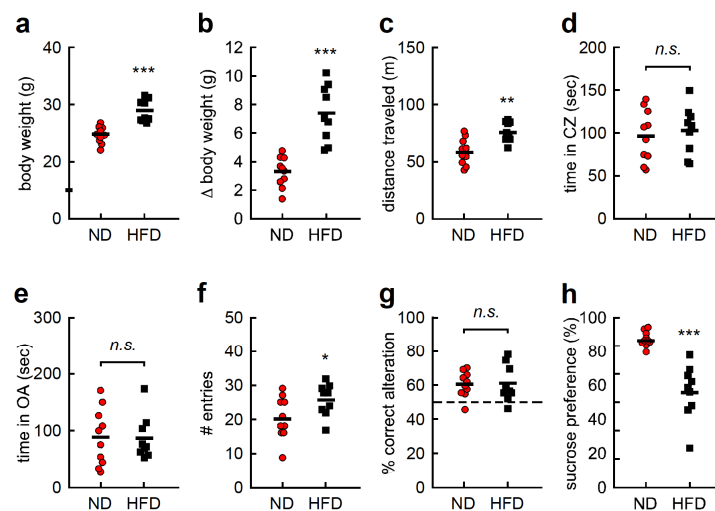 a
body weight (g)
40
30
20
0
ND HFD
b
Δ body weight (g)
12
10
8
6
4
2
0
***
ND HFD
c
distance traveled (m)
150
100
50
0
**
ND HFD
d
time in CZ (sec)
200
150
100
50
0
n.s.
ND HFD
***
e
time in OA (sec)
300
200
100
0
n.s.
ND HFD
f
# entries
50
40
30
20
10
0
*
ND HFD
g
% correct alteration
100
80
60
40
20
0
n.s.
ND HFD
h
sucrose preference (%)
100
80
60
40
20
0
***
ND HFD